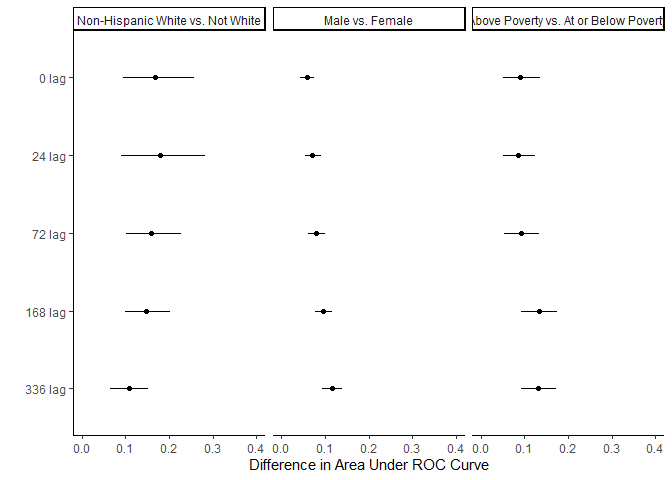 Non-Hispanic White vs. Not White
Male vs. Female
Above Poverty vs. At or Below Poverty
0 lag
24 lag
72 lag
168 lag
336 lag
0.0 0.1 0.2 0.3 0.4 0.0 0.1 0.2 0.3 0.4 0.0 0.1 0.2 0.3 0.4
Difference in Area Under ROC Curve